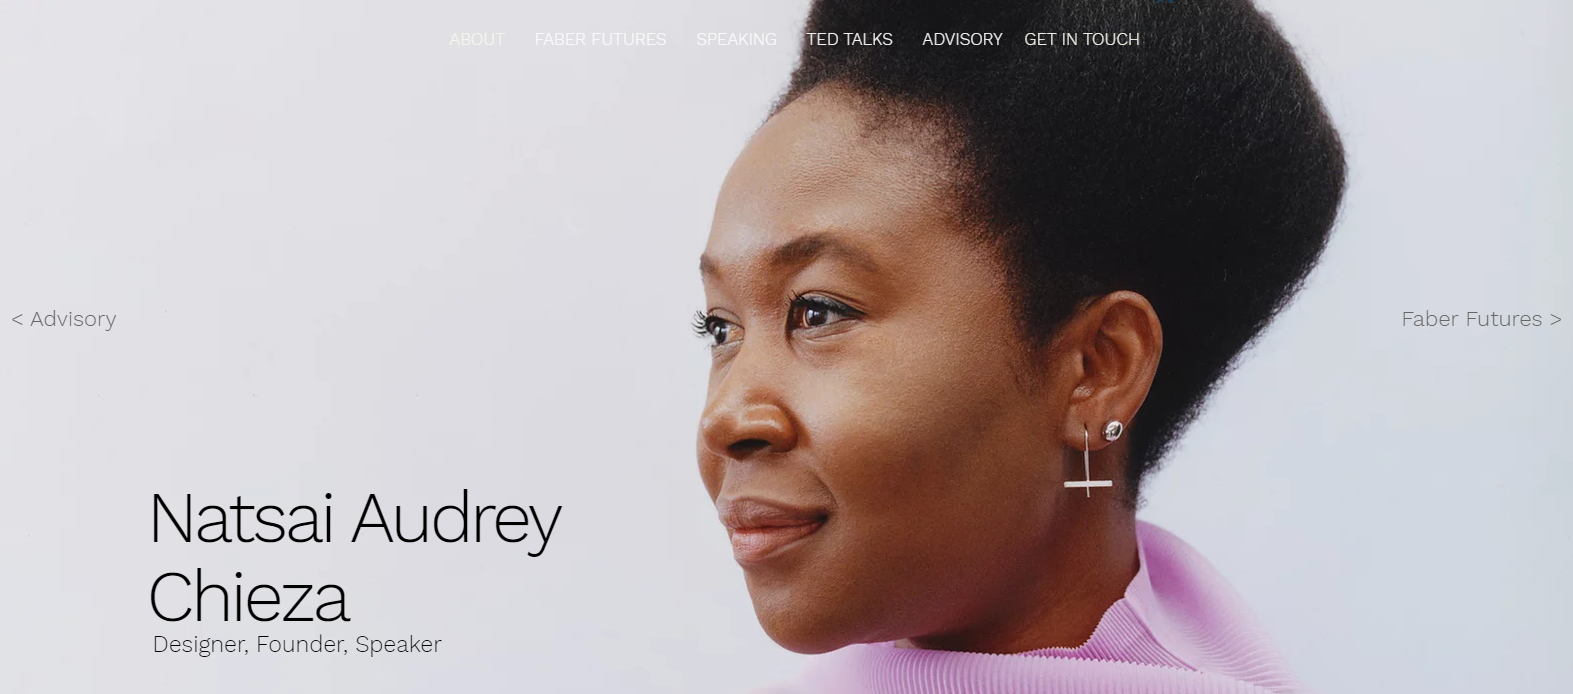 ABOUT FABER FUTURES SPEAKING TED TALKS ADVISORY GET IN TOUCH
< Advisory
Faber Futures >
Natsai Audrey
Chieza
Designer, Founder, Speaker